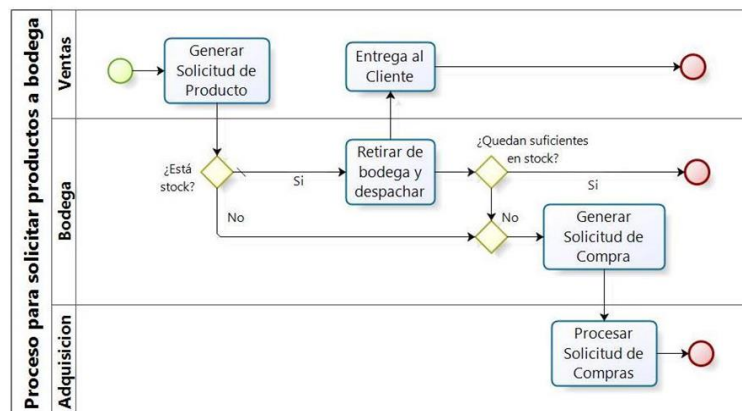 Proceso para solicitar productos a bodega
Ventas
Generar
Solicitud de
Producto
Entrega al
Cliente
Bodega
¿Está
stock?
Si
No
Retirar de
bodega y
despachar
¿Quedan suficientes
en stock?
Si
No
Generar
Solicitud de
Compra
Adquisicion
Procesar
Solicitud de
Compras